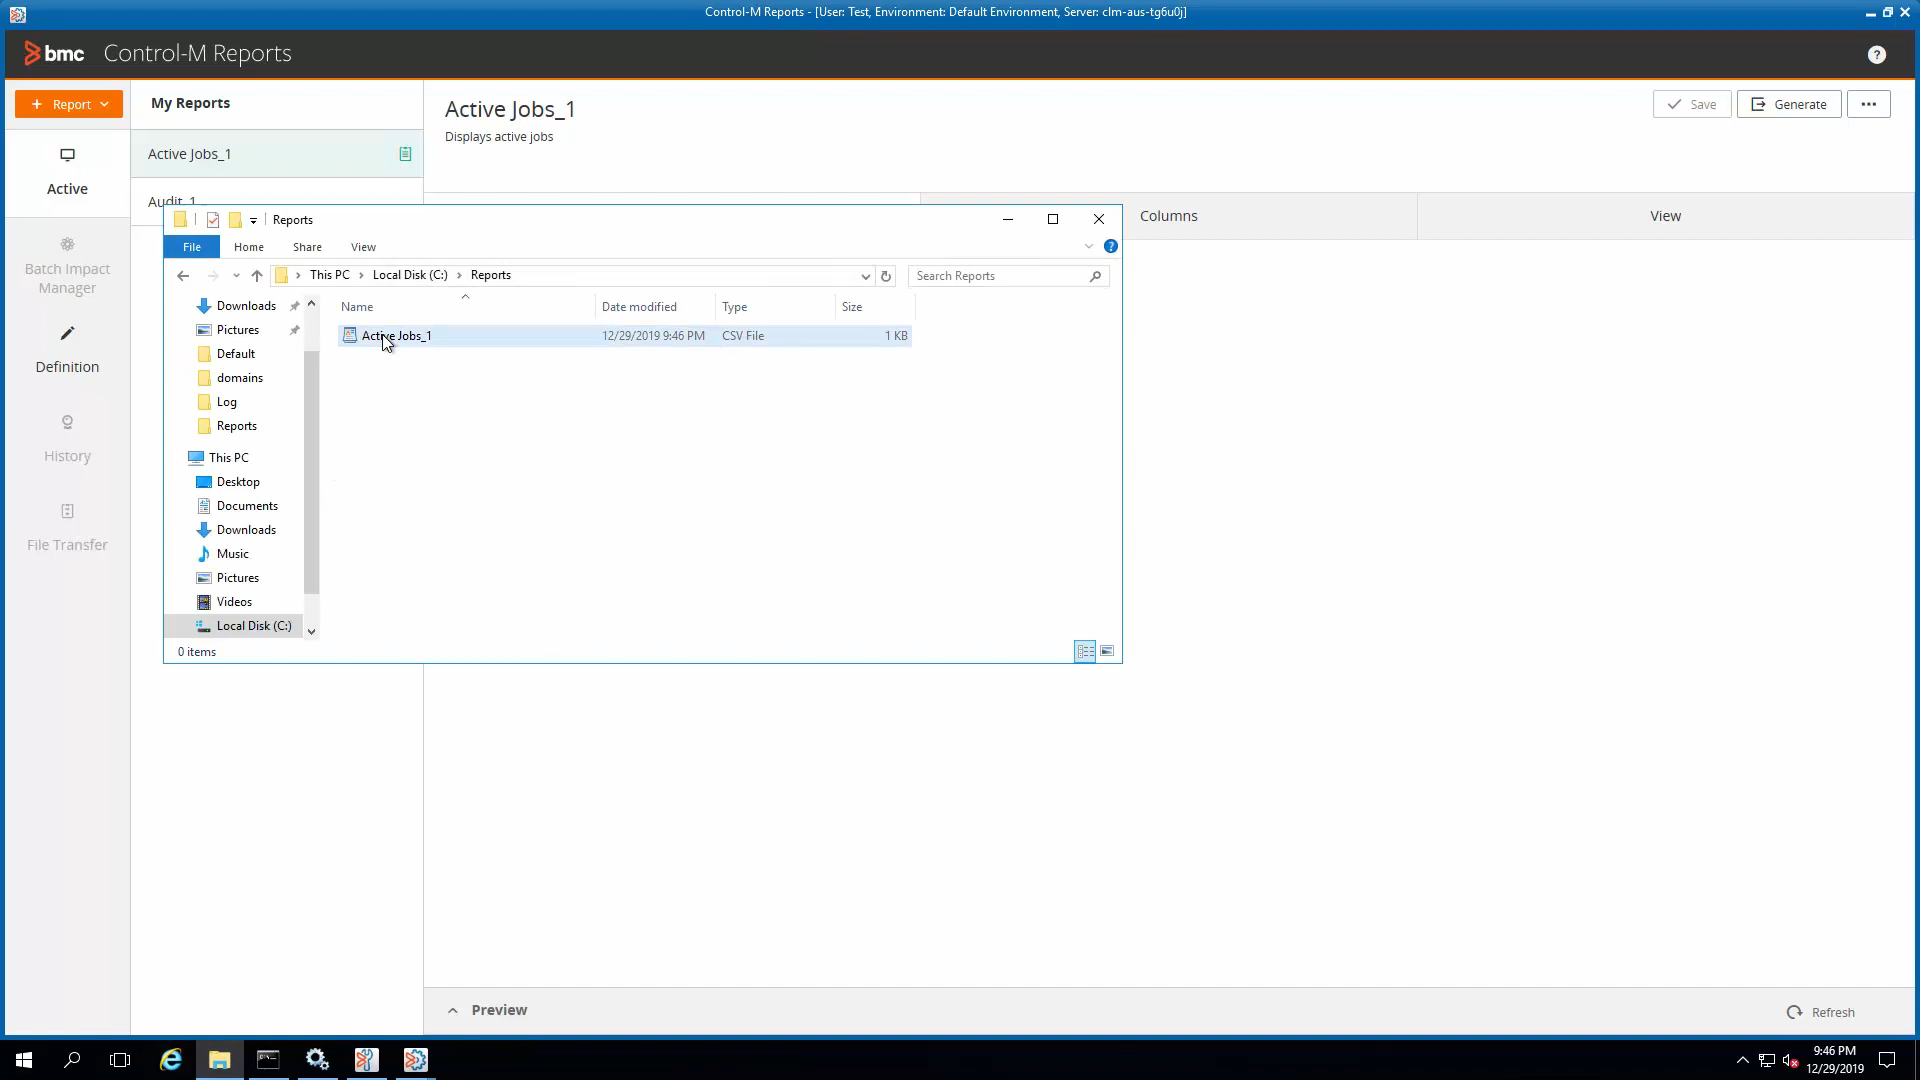 Control-M Reports - [User: Test, Environment: Default Environment, Server: clm-aus-tg6u0j]
bmc Control-M Reports
+ Report
My Reports
Active Jobs_1
Displays active jobs
Save
Generate
Active
Active Jobs_1
Audit_1
Columns
View
Batch Impact
Manager
Definition
History
File Transfer
Reports
File
Home
Share
View
This PC > Local Disk (C:) > Reports
Search Reports
Name
Date modified
Type
Size
Active Jobs_1
12/29/2019 9:46 PM
CSV File
1 KB
Downloads
Pictures
Default
domains
Log
Reports
This PC
Desktop
Documents
Downloads
Music
Pictures
Videos
Local Disk (C:)
0 items
Preview
Refresh
9:46 PM
12/29/2019